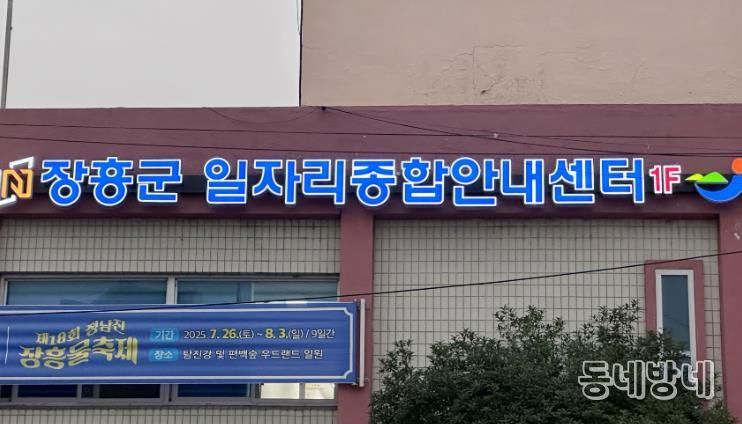 장흥군 일자리종합안내센터 1F
제18회 정남진
장흥물축제
기간 2025. 7. 26.(토) ~ 8. 3.(일) / 9일간
장소 탐진강 및 편백숲 우드랜드 일원
동네방네